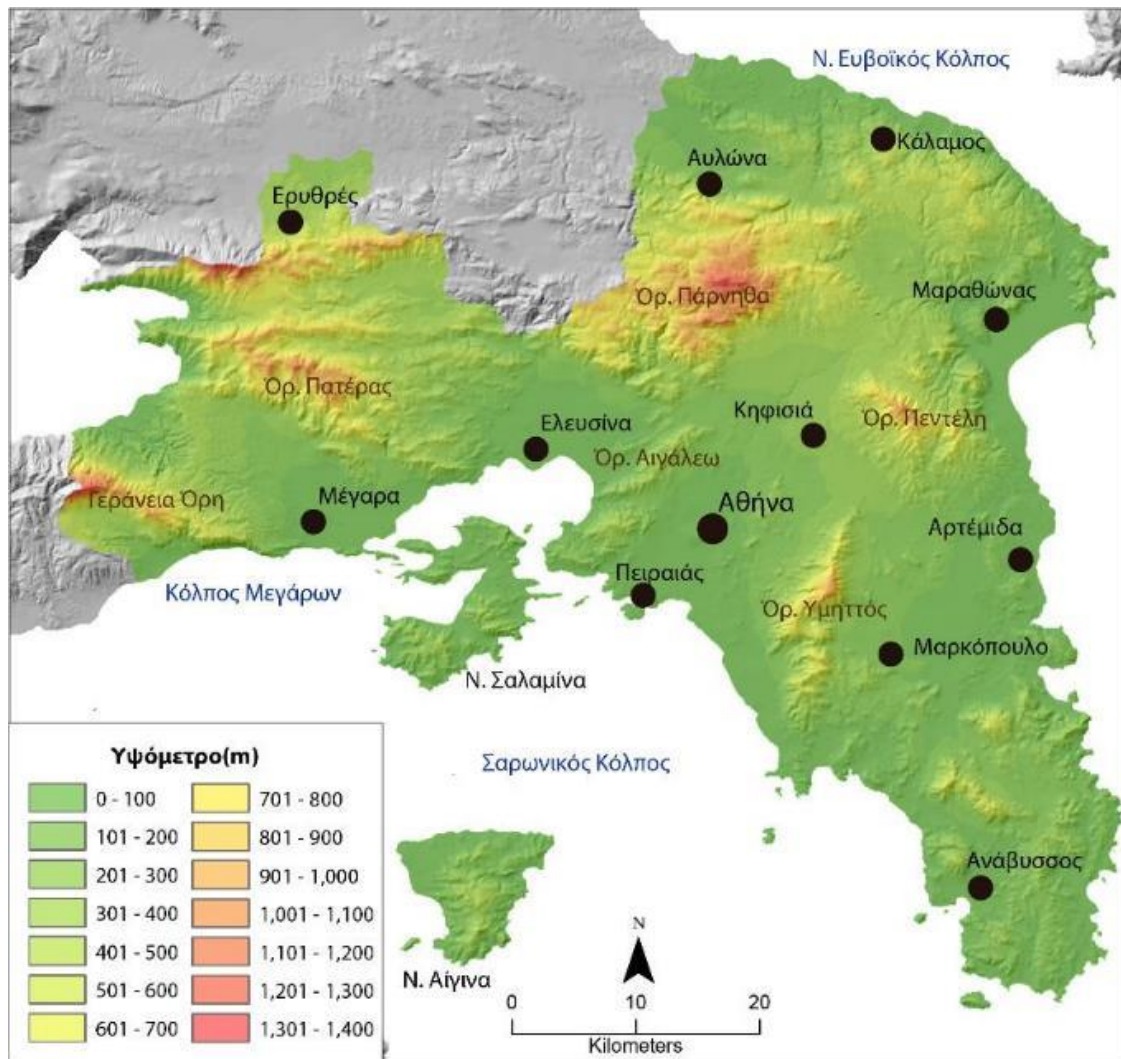 Ν. Ευβοϊκός Κόλπος
Κάλαμος
Αυλώνα
Ερυθρές
Όρ. Πάρνηθα
Μαραθώνας
Όρ. Πατέρας
Κηφισιά
Όρ. Πεντέλη
Ελευσίνα
Όρ. Αιγάλεω
Γεράνεια Όρη
Μέγαρα
Αθήνα
Αρτέμιδα
Κόλπος Μεγάρων
Πειραιάς
Όρ. Υμηττός
Μαρκόπουλο
Ν. Σαλαμίνα
Σαρωνικός Κόλπος
Ανάβυσσος
Ν. Αίγινα
Υψόμετρο(m)
0 - 100
101 - 200
201 - 300
301 - 400
401 - 500
501 - 600
601 - 700
701 - 800
801 - 900
901 - 1,000
1,001 - 1,100
1,101 - 1,200
1,201 - 1,300
1,301 - 1,400
N
0 10 20
Kilometers